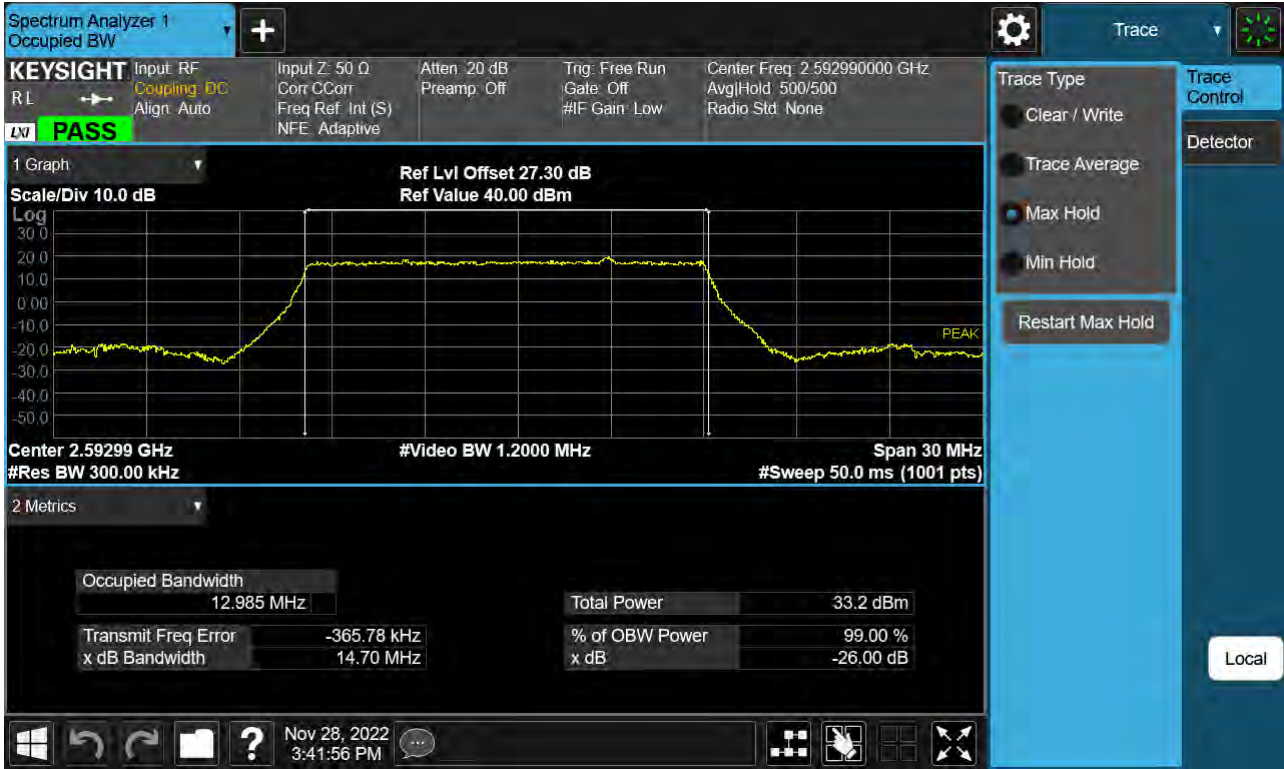 Spectrum Analyzer 1
Occupied BW
+
Trace
KEYSIGHT Input: RF Input Z: 50 Ω Atten: 20 dB Trig: Free Run Center Freq: 2.592990000 GHz
RL Coupling: DC Corr CCorr Preamp: Off Gate: Off Avg|Hold: 500/500
Align: Auto Freq Ref: Int (S) #IF Gain: Low Radio Std: None
LXI PASS NFE: Adaptive
Trace Type
Clear / Write
Trace Average
Max Hold
Min Hold
Restart Max Hold
Trace
Control
Detector
1 Graph
Ref Lvl Offset 27.30 dB
Scale/Div 10.0 dB Ref Value 40.00 dBm
Log
30.0
20.0
10.0
0.00
-10.0
PEAK
-20.0
-30.0
-40.0
-50.0
Center 2.59299 GHz #Video BW 1.2000 MHz Span 30 MHz
#Res BW 300.00 kHz #Sweep 50.0 ms (1001 pts)
2 Metrics
Occupied Bandwidth
12.985 MHz
Total Power 33.2 dBm
Transmit Freq Error -365.78 kHz % of OBW Power 99.00 %
x dB Bandwidth 14.70 MHz x dB -26.00 dB
Local
? Nov 28, 2022
3:41:56 PM